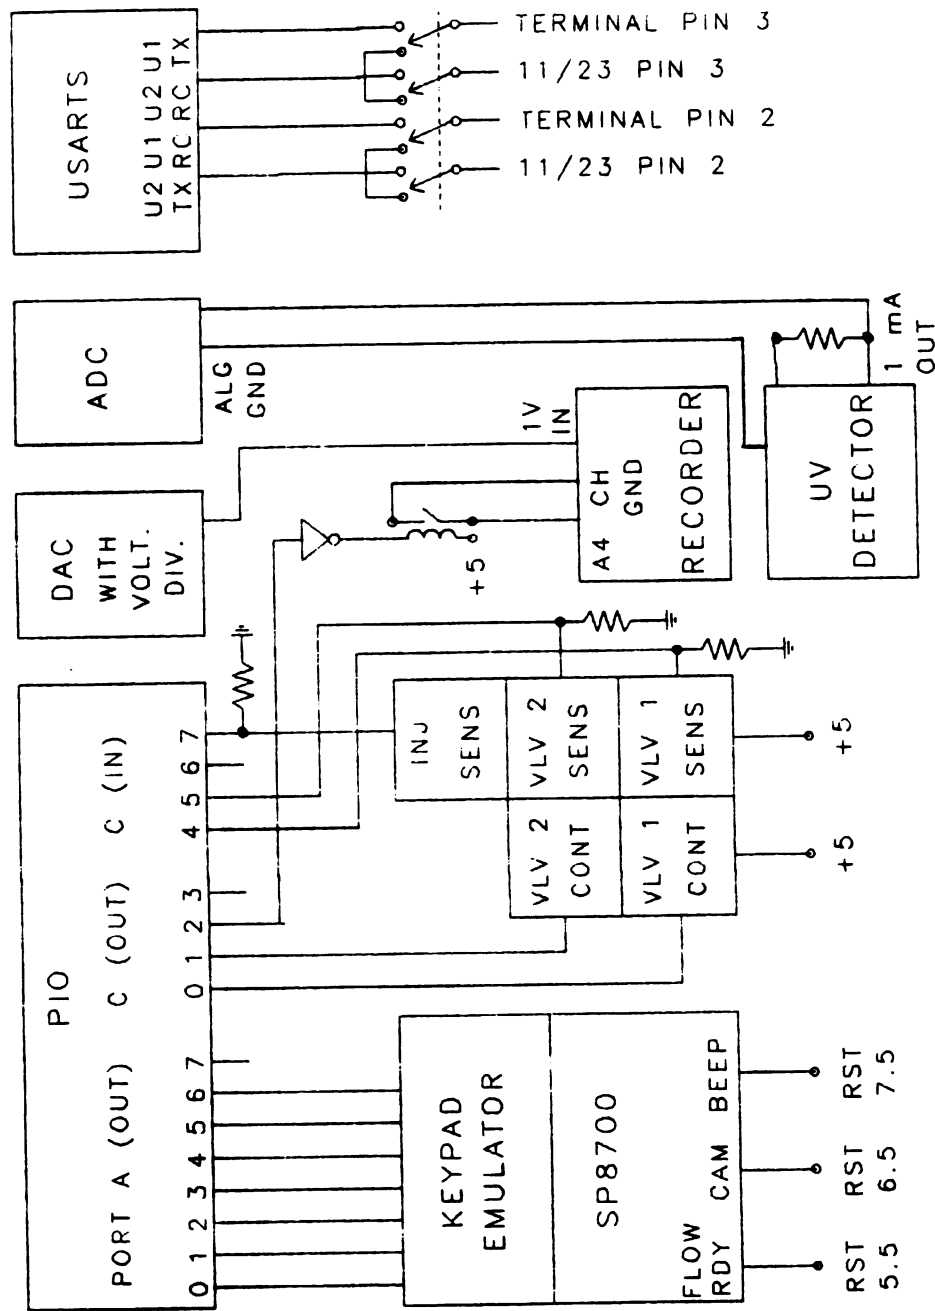 USARTS
U2 U1 U2 U1
TX RC RC TX
TERMINAL PIN 3
11/23 PIN 3
TERMINAL PIN 2
11/23 PIN 2
ADC
ALG
GND
1 mA
OUT
UV
DETECTOR
DAC
WITH
VOLT.
DIV.
1V
IN
A4 CH
GND
RECORDER
+5
PIO
PORT A (OUT) C (OUT) C (IN)
0 1 2 3 4 5 6 7 0 1 2 3 4 5 6 7
INJ
SENS
VLV 2
CONT
VLV 2
SENS
VLV 1
CONT
VLV 1
SENS
+5
+5
KEYPAD
EMULATOR
SP8700
FLOW
RDY CAM BEEP
RST
5.5
RST
6.5
RST
7.5